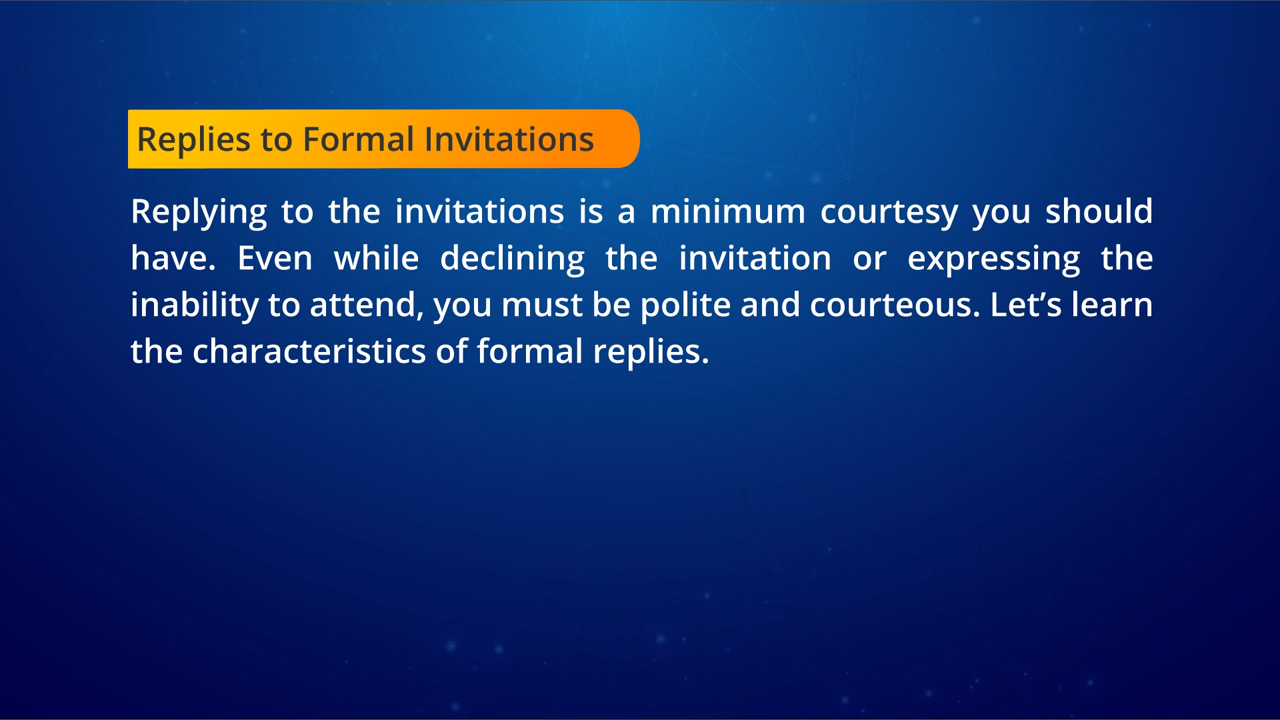 Replies to Formal Invitations
Replying to the invitations is a minimum courtesy you should
have. Even while declining the invitation or expressing the
inability to attend, you must be polite and courteous. Let’s learn
the characteristics of formal replies.